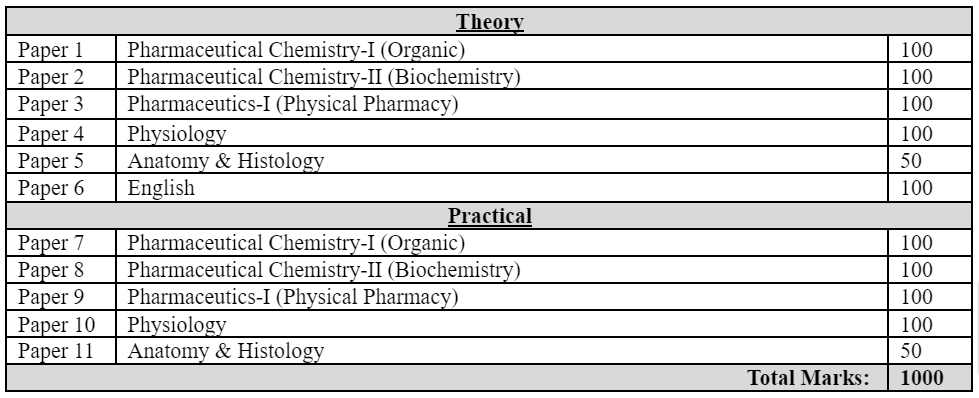 Theory
Paper 1 Pharmaceutical Chemistry-I (Organic) 100
Paper 2 Pharmaceutical Chemistry-II (Biochemistry) 100
Paper 3 Pharmaceutics-I (Physical Pharmacy) 100
Paper 4 Physiology 100
Paper 5 Anatomy & Histology 50
Paper 6 English 100
Practical
Paper 7 Pharmaceutical Chemistry-I (Organic) 100
Paper 8 Pharmaceutical Chemistry-II (Biochemistry) 100
Paper 9 Pharmaceutics-I (Physical Pharmacy) 100
Paper 10 Physiology 100
Paper 11 Anatomy & Histology 50
Total Marks: 1000